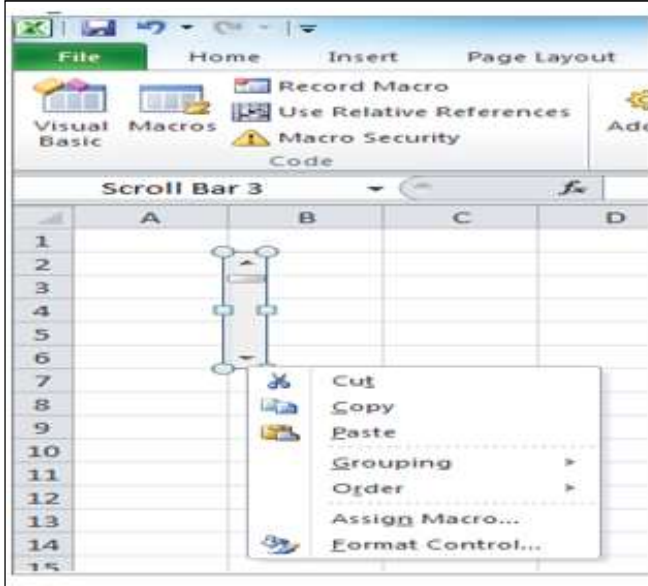 File Home Insert Page Layout
Record Macro
Use Relative References
Macro Security
Visual Basic
Macros
Code
Scroll Bar 3 fx
A B C D
1
2
3
4
5
6
7
8
9
10
11
12
13
14
15
Cut
Copy
Paste
Grouping
Order
Assign Macro...
Format Control...